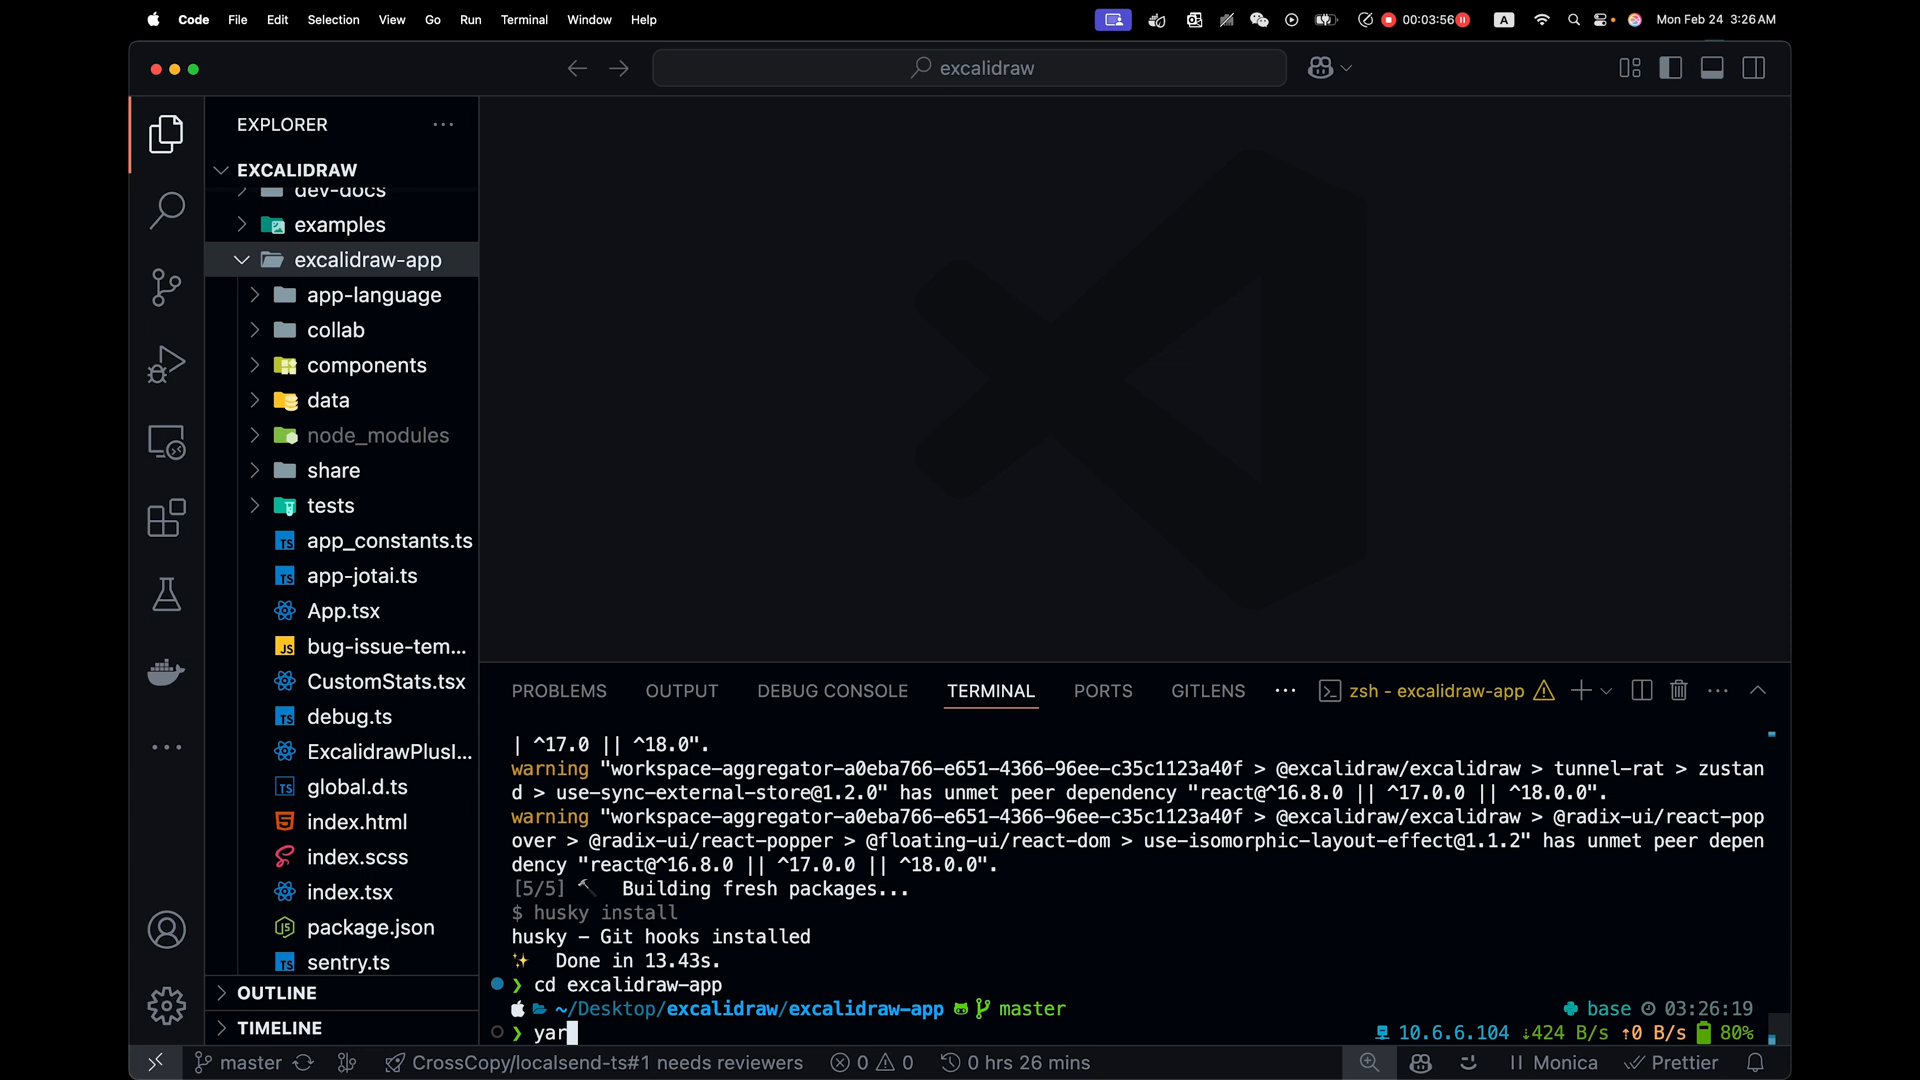 Code File Edit Selection View Go Run Terminal Window Help
00:03:56 A Mon Feb 24 3:26 AM
excalidraw
EXPLORER
EXCALIDRAW
dev-docs
examples
excalidraw-app
app-language
collab
components
data
node_modules
share
tests
TS app_constants.ts
TS app-jotai.ts
App.tsx
JS bug-issue-tem...
CustomStats.tsx
TS debug.ts
ExcalidrawPlusI...
TS global.d.ts
5 index.html
index.scss
index.tsx
JS package.json
TS sentry.ts
OUTLINE
TIMELINE
PROBLEMS OUTPUT DEBUG CONSOLE TERMINAL PORTS GITLENS ··· zsh - excalidraw-app
| ^17.0 || ^18.0".
warning "workspace-aggregator-a0eba766-e651-4366-96ee-c35c1123a40f > @excalidraw/excalidraw > tunnel-rat > zustan
d > use-sync-external-store@1.2.0" has unmet peer dependency "react@^16.8.0 || ^17.0.0 || ^18.0.0".
warning "workspace-aggregator-a0eba766-e651-4366-96ee-c35c1123a40f > @excalidraw/excalidraw > @radix-ui/react-pop
over > @radix-ui/react-popper > @floating-ui/react-dom > use-isomorphic-layout-effect@1.1.2" has unmet peer depen
dency "react@^16.8.0 || ^17.0.0 || ^18.0.0".
[5/5] 🔨 Building fresh packages...
$ husky install
husky – Git hooks installed
✨ Done in 13.43s.
❯ cd excalidraw-app
~/Desktop/excalidraw/excalidraw-app master base 03:26:19
❯ yar 10.6.6.104 ↓424 B/s ↑0 B/s 80%
master CrossCopy/localsend-ts#1 needs reviewers 0 0 0 hrs 26 mins Monica Prettier